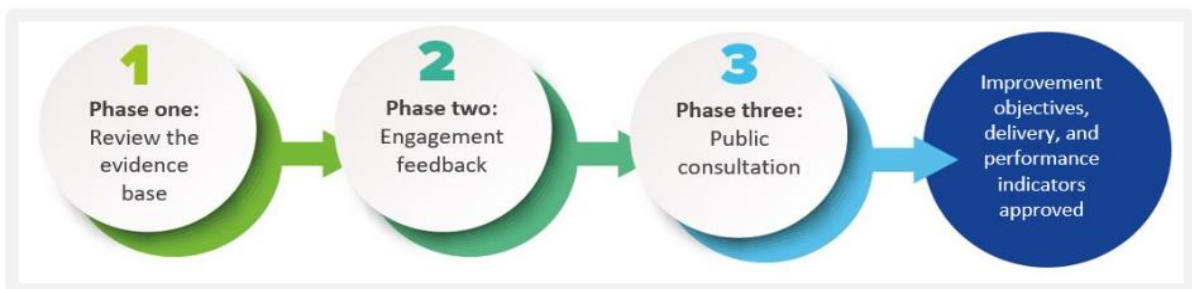 1
Phase one:
Review the
evidence
base
2
Phase two:
Engagement
feedback
3
Phase three:
Public
consultation
Improvement
objectives,
delivery, and
performance
indicators
approved